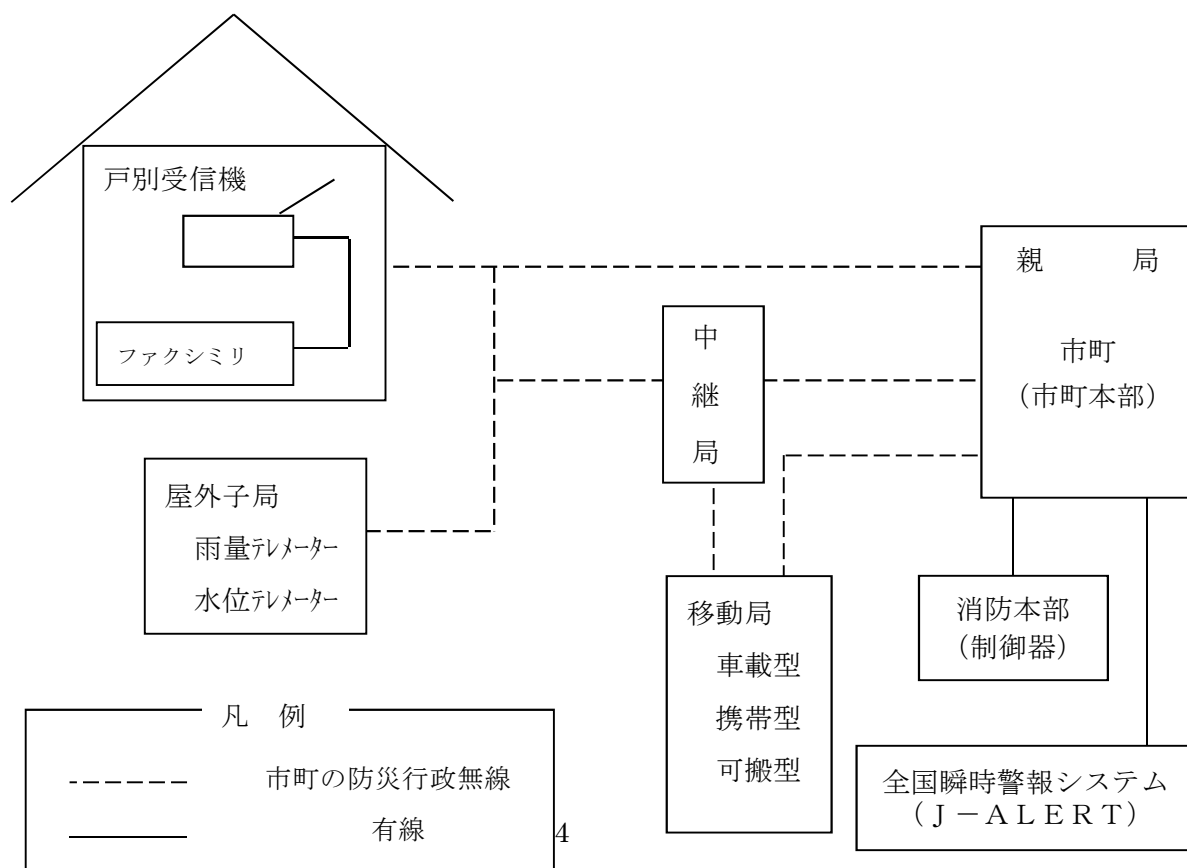 戸別受信機
ファクシミリ
屋外子局
雨量ﾃﾚﾒｰﾀｰ
水位ﾃﾚﾒｰﾀｰ
中
継
局
親　　局
市町
（市町本部）
移動局
車載型
携帯型
可搬型
消防本部
（制御器）
全国瞬時警報システム
（Ｊ－ＡＬＥＲＴ）
凡　例
市町の防災行政無線
有線
4